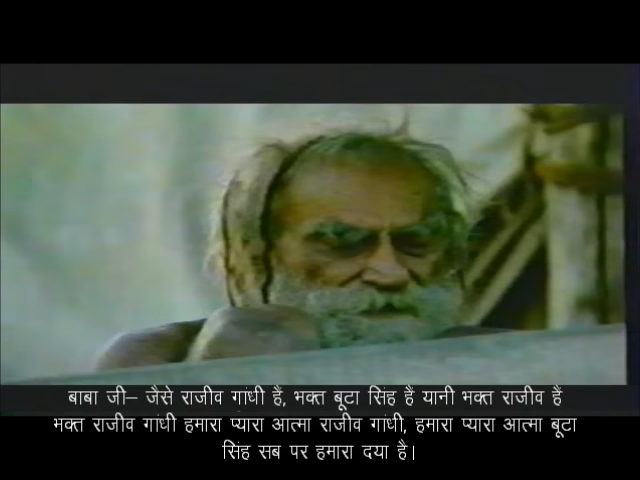 बाबा जी– जैसे राजीव गांधी हैं, भक्त बूटा सिंह हैं यानी भक्त राजीव हैं
भक्त राजीव गांधी हमारा प्यारा आत्मा राजीव गांधी, हमारा प्यारा आत्मा बूटा
सिंह सब पर हमारा दया है।